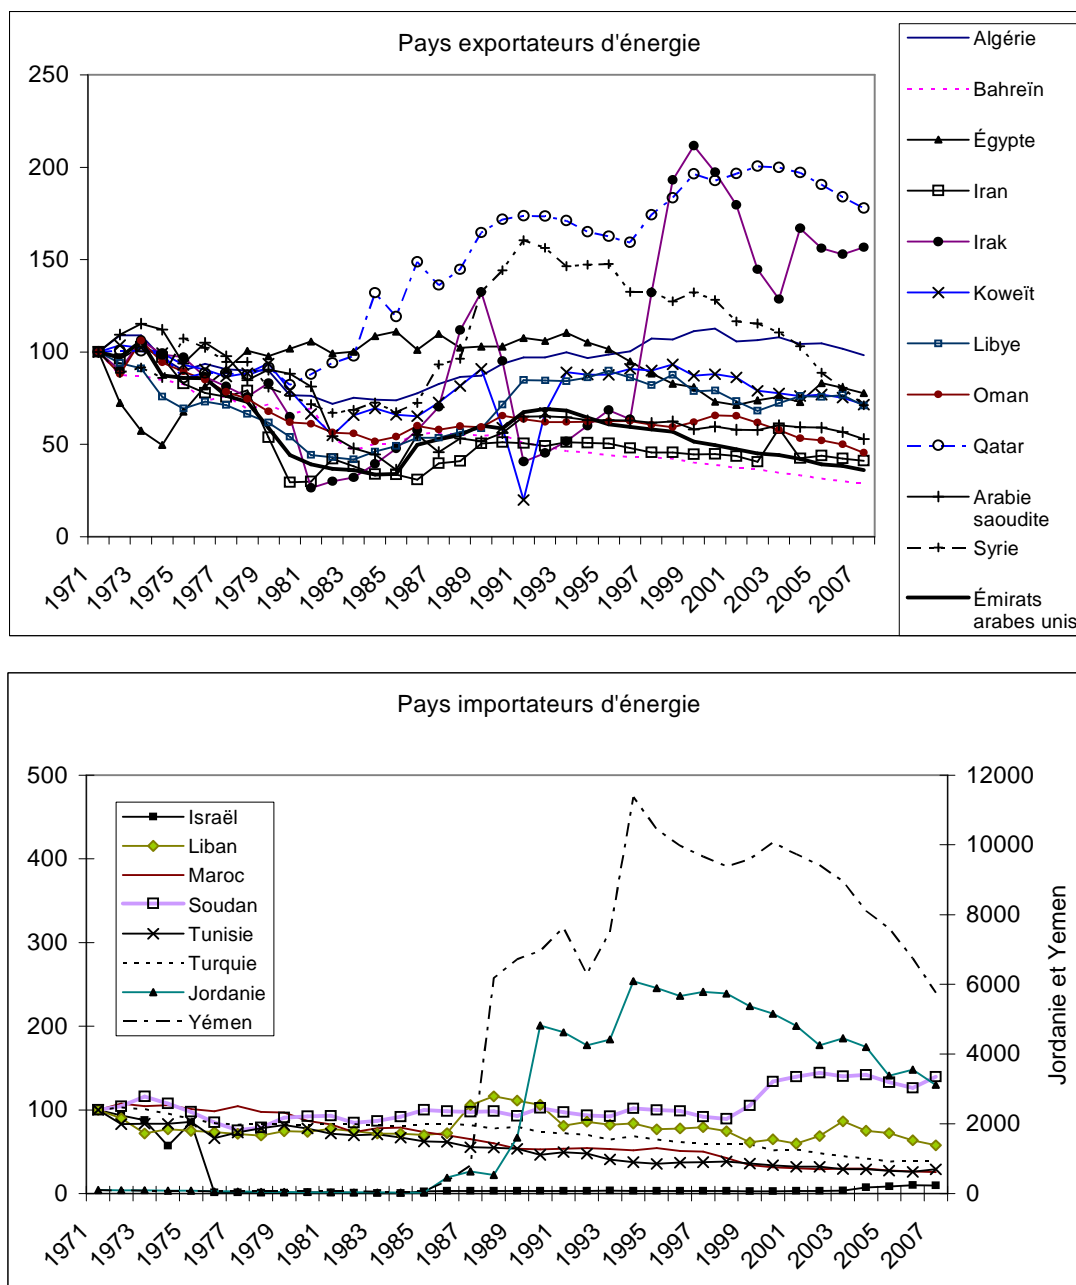 Pays exportateurs d'énergie
250
200
150
100
50
0
1971
1973
1975
1977
1979
1981
1983
1985
1987
1989
1991
1993
1995
1997
1999
2001
2003
2005
2007
Algérie
Bahreïn
Égypte
Iran
Irak
Koweït
Libye
Oman
Qatar
Arabie
saoudite
Syrie
Émirats
arabes unis
Pays importateurs d'énergie
500
400
300
200
100
0
12000
10000
8000
6000
4000
2000
0
Jordanie et Yemen
Israël
Liban
Maroc
Soudan
Tunisie
Turquie
Jordanie
Yémen
1971
1973
1975
1977
1979
1981
1983
1985
1987
1989
1991
1993
1995
1997
1999
2001
2003
2005
2007